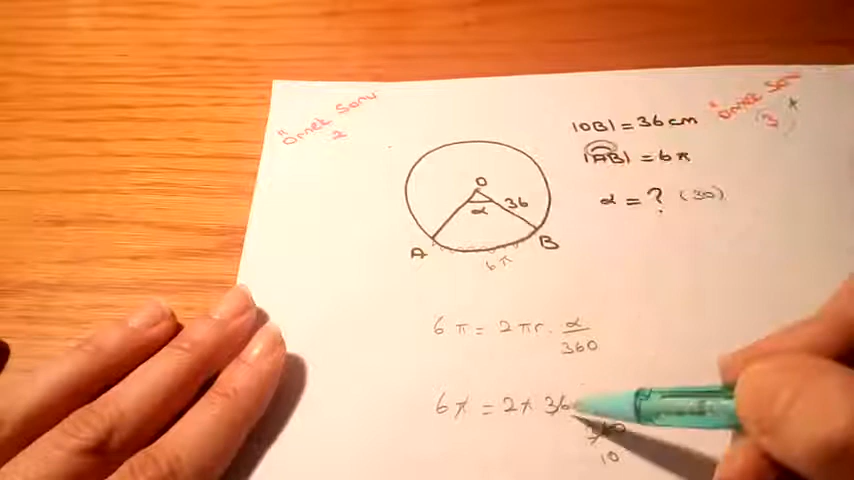 "Örnek Soru
2
"Örnek Soru
(3)
*
|OB| = 36 cm
|AB| = 6π
α = ? (30)
O
α
36
A
B
6π
6π = 2πr. α
360
6π = 2π 36
360
10